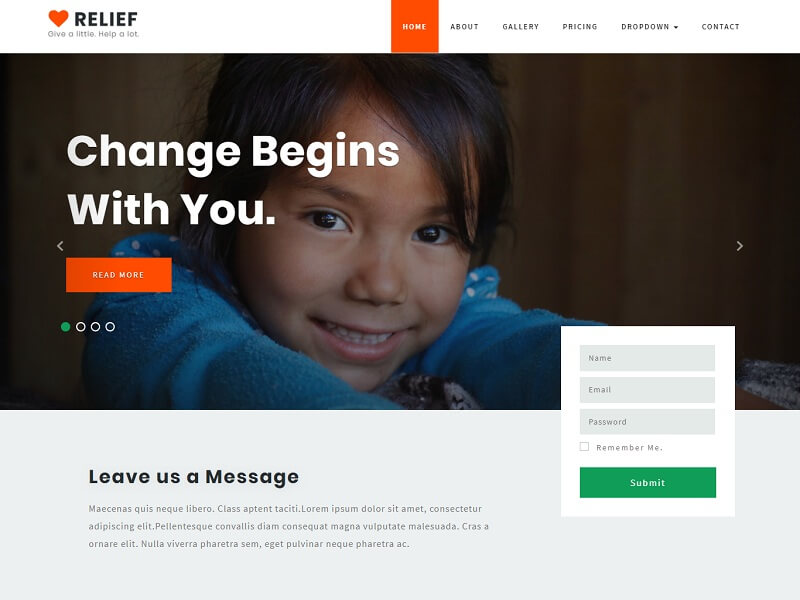 RELIEF
Give a little. Help a lot.
HOME ABOUT GALLERY PRICING DROPDOWN CONTACT
Change Begins
With You.
READ MORE
Name
Email
Password
Remember Me.
Submit
Leave us a Message
Maecenas quis neque libero. Class aptent taciti.Lorem ipsum dolor sit amet, consectetur
adipiscing elit.Pellentesque convallis diam consequat magna vulputate malesuada. Cras a
ornare elit. Nulla viverra pharetra sem, eget pulvinar neque pharetra ac.